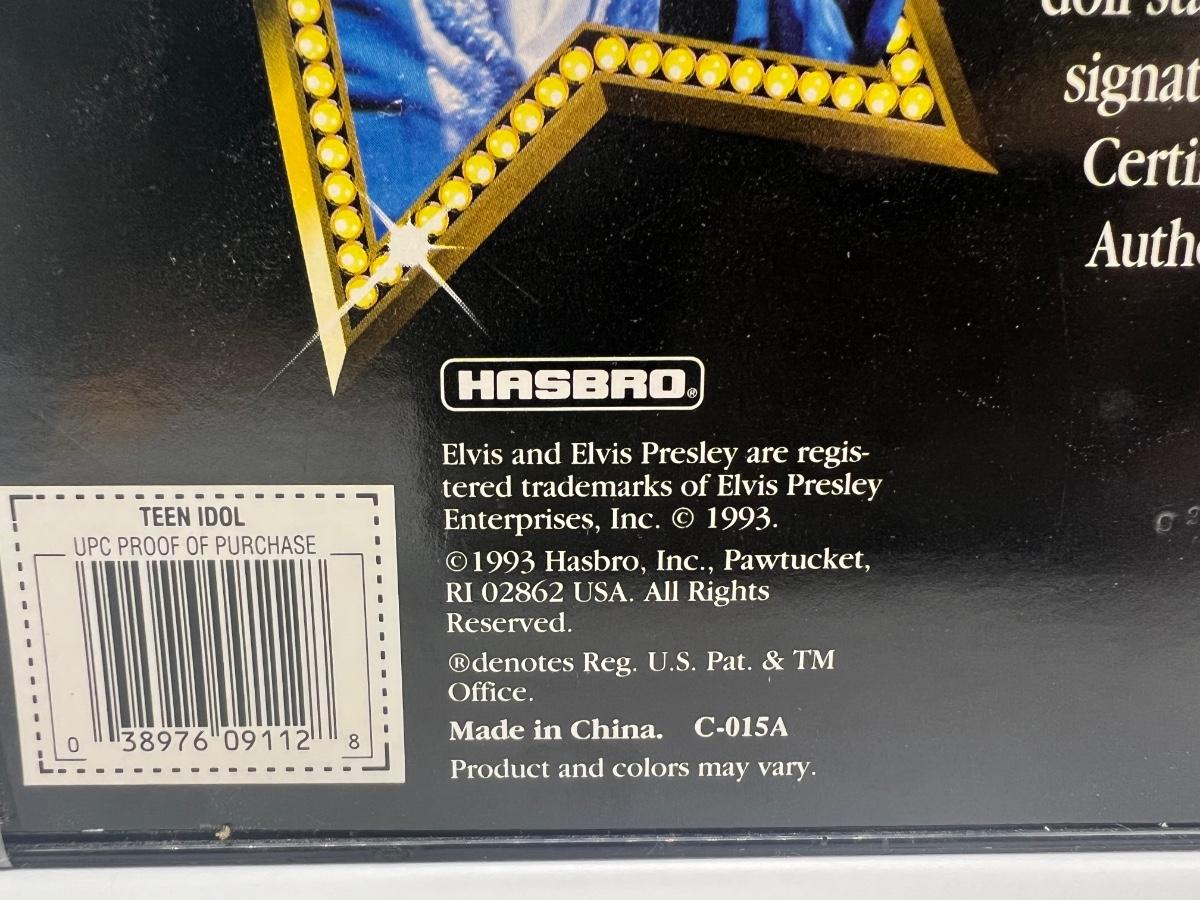 doll
signat
Certi
Autho
HASBRO®
Elvis and Elvis Presley are regis-
tered trademarks of Elvis Presley
Enterprises, Inc. © 1993.
©1993 Hasbro, Inc., Pawtucket,
RI 02862 USA. All Rights
Reserved.
®denotes Reg. U.S. Pat. & TM
Office.
Made in China. C-015A
Product and colors may vary.
TEEN IDOL
UPC PROOF OF PURCHASE
0 38976 09112 8